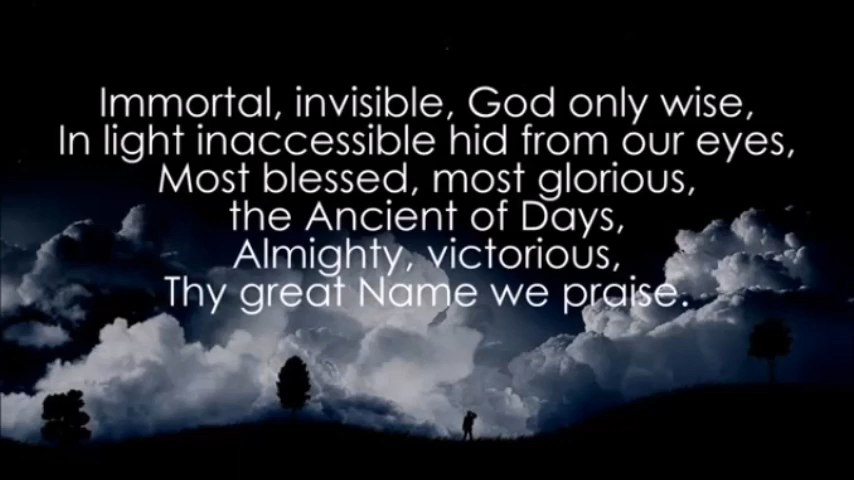 Immortal, invisible, God only wise,
In light inaccessible hid from our eyes,
Most blessed, most glorious,
the Ancient of Days,
Almighty, victorious,
Thy great Name we praise.